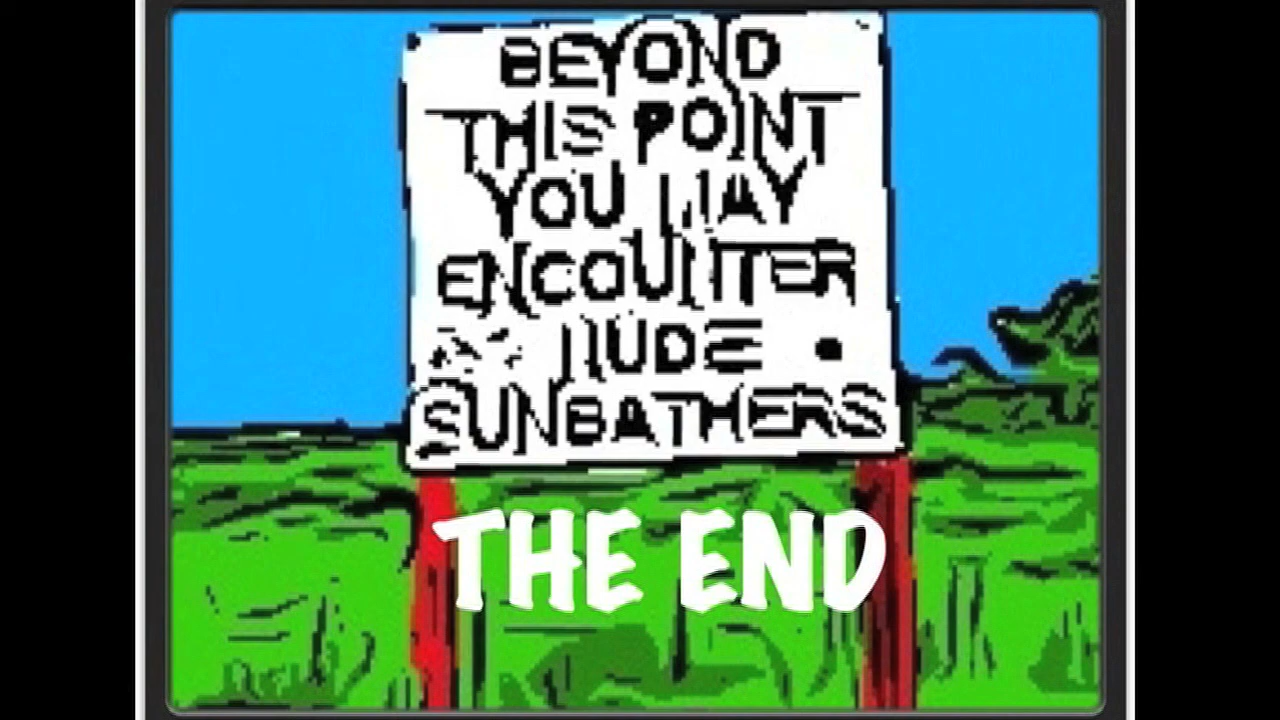 BEYOND
THIS POINT
YOU MAY
ENCOUNTER
NUDE
SUNBATHERS
THE END